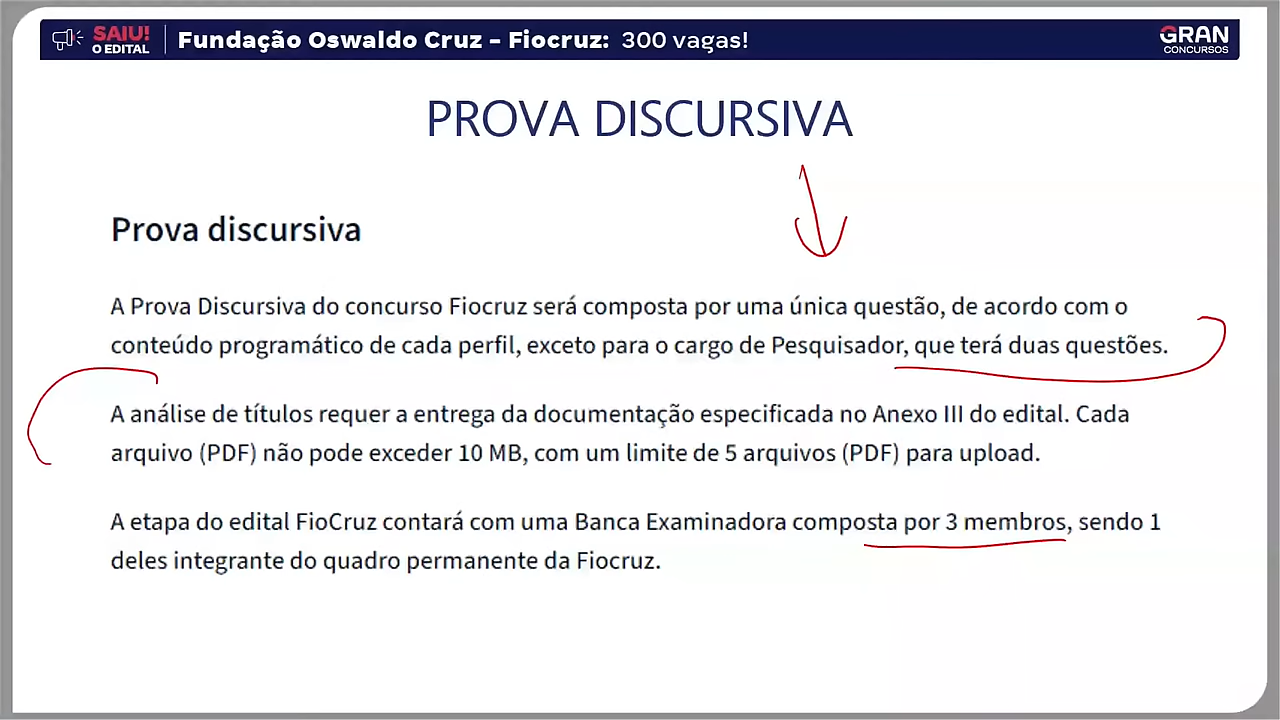 SAIU!
O EDITAL
Fundação Oswaldo Cruz – Fiocruz: 300 vagas!
GRAN
CONCURSOS
PROVA DISCURSIVA
Prova discursiva
A Prova Discursiva do concurso Fiocruz será composta por uma única questão, de acordo com o
conteúdo programático de cada perfil, exceto para o cargo de Pesquisador, que terá duas questões.
A análise de títulos requer a entrega da documentação especificada no Anexo III do edital. Cada
arquivo (PDF) não pode exceder 10 MB, com um limite de 5 arquivos (PDF) para upload.
A etapa do edital FioCruz contará com uma Banca Examinadora composta por 3 membros, sendo 1
deles integrante do quadro permanente da Fiocruz.